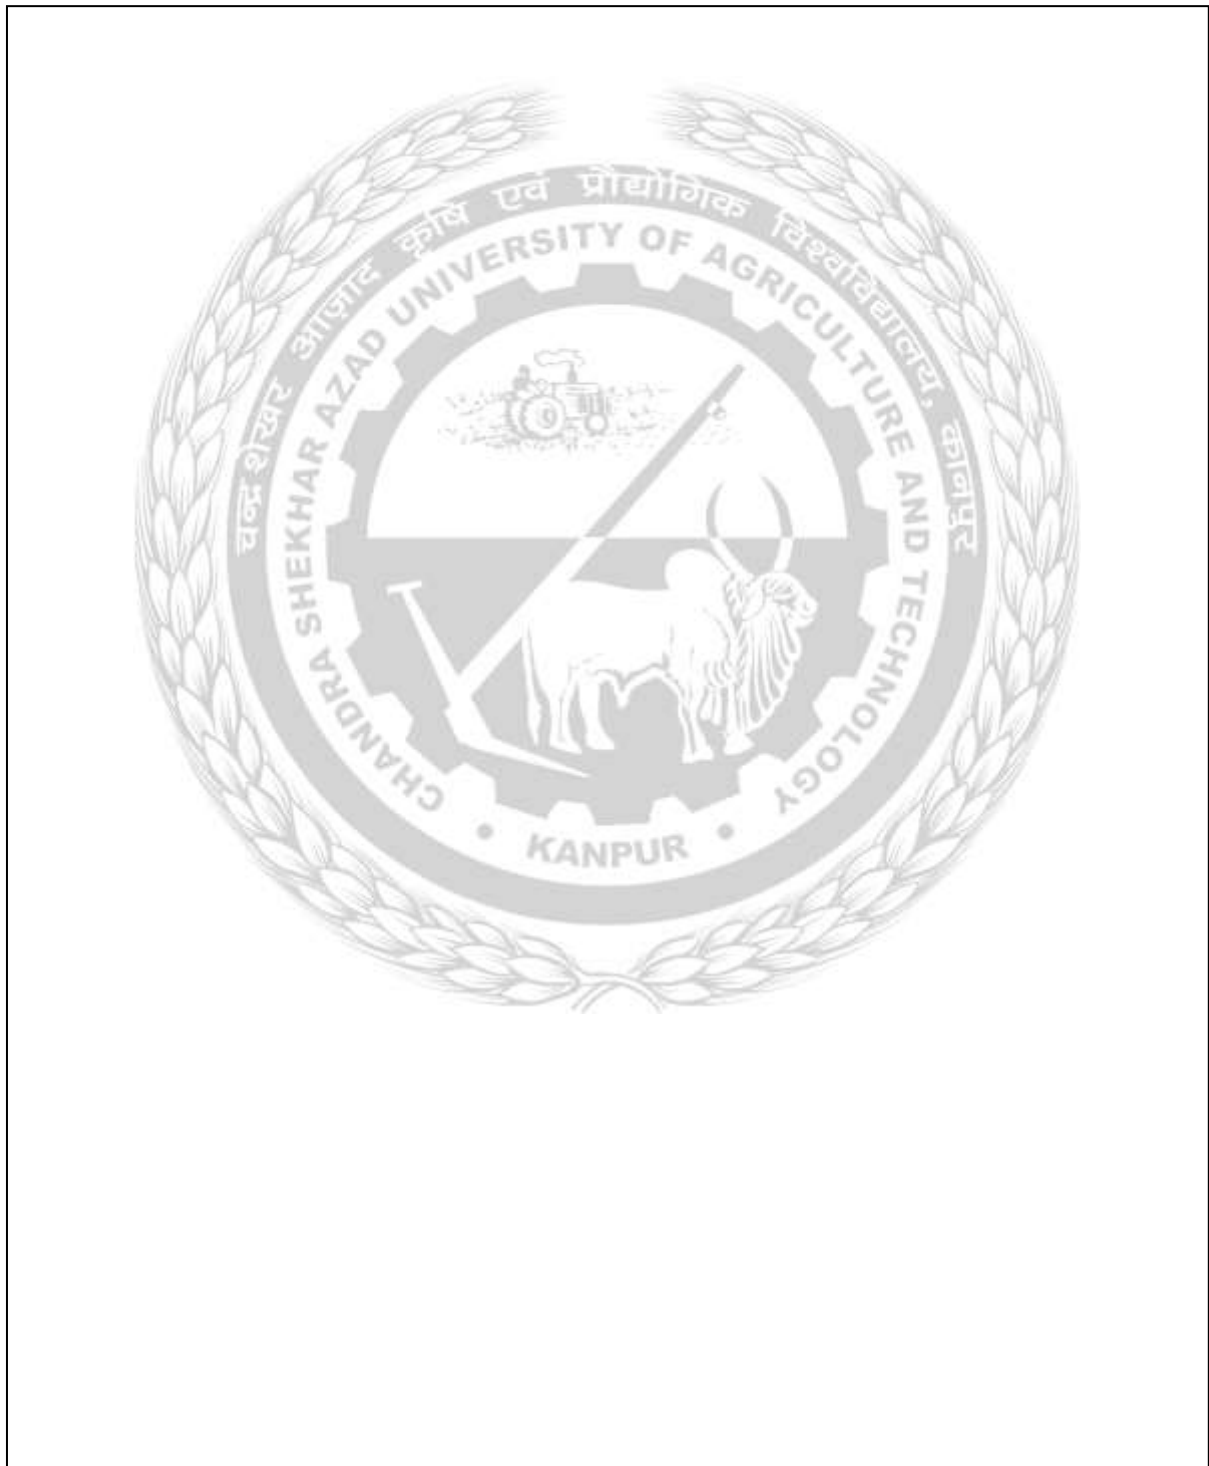 चन्द्र शेखर आज़ाद कृषि एवं प्रौद्योगिक विश्वविद्यालय, कानपुर
CHANDRA SHEKHAR AZAD UNIVERSITY OF AGRICULTURE AND TECHNOLOGY
• KANPUR •